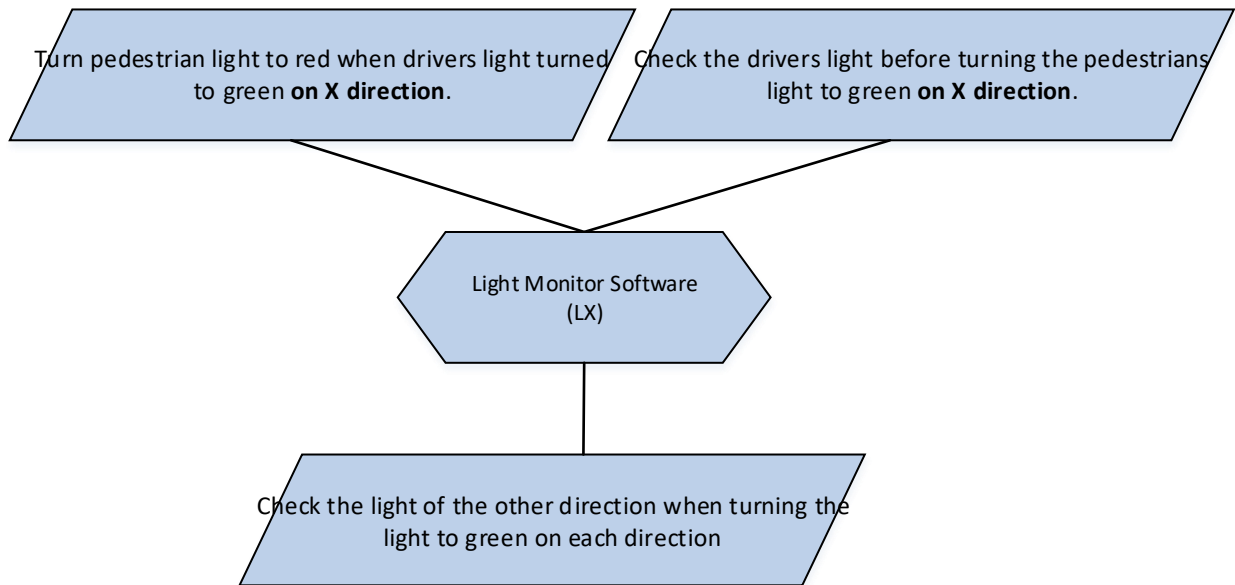 Turn pedestrian light to red when drivers light turned
to green on X direction.
Check the drivers light before turning the pedestrians
light to green on X direction.
Light Monitor Software
(LX)
Check the light of the other direction when turning the
light to green on each direction